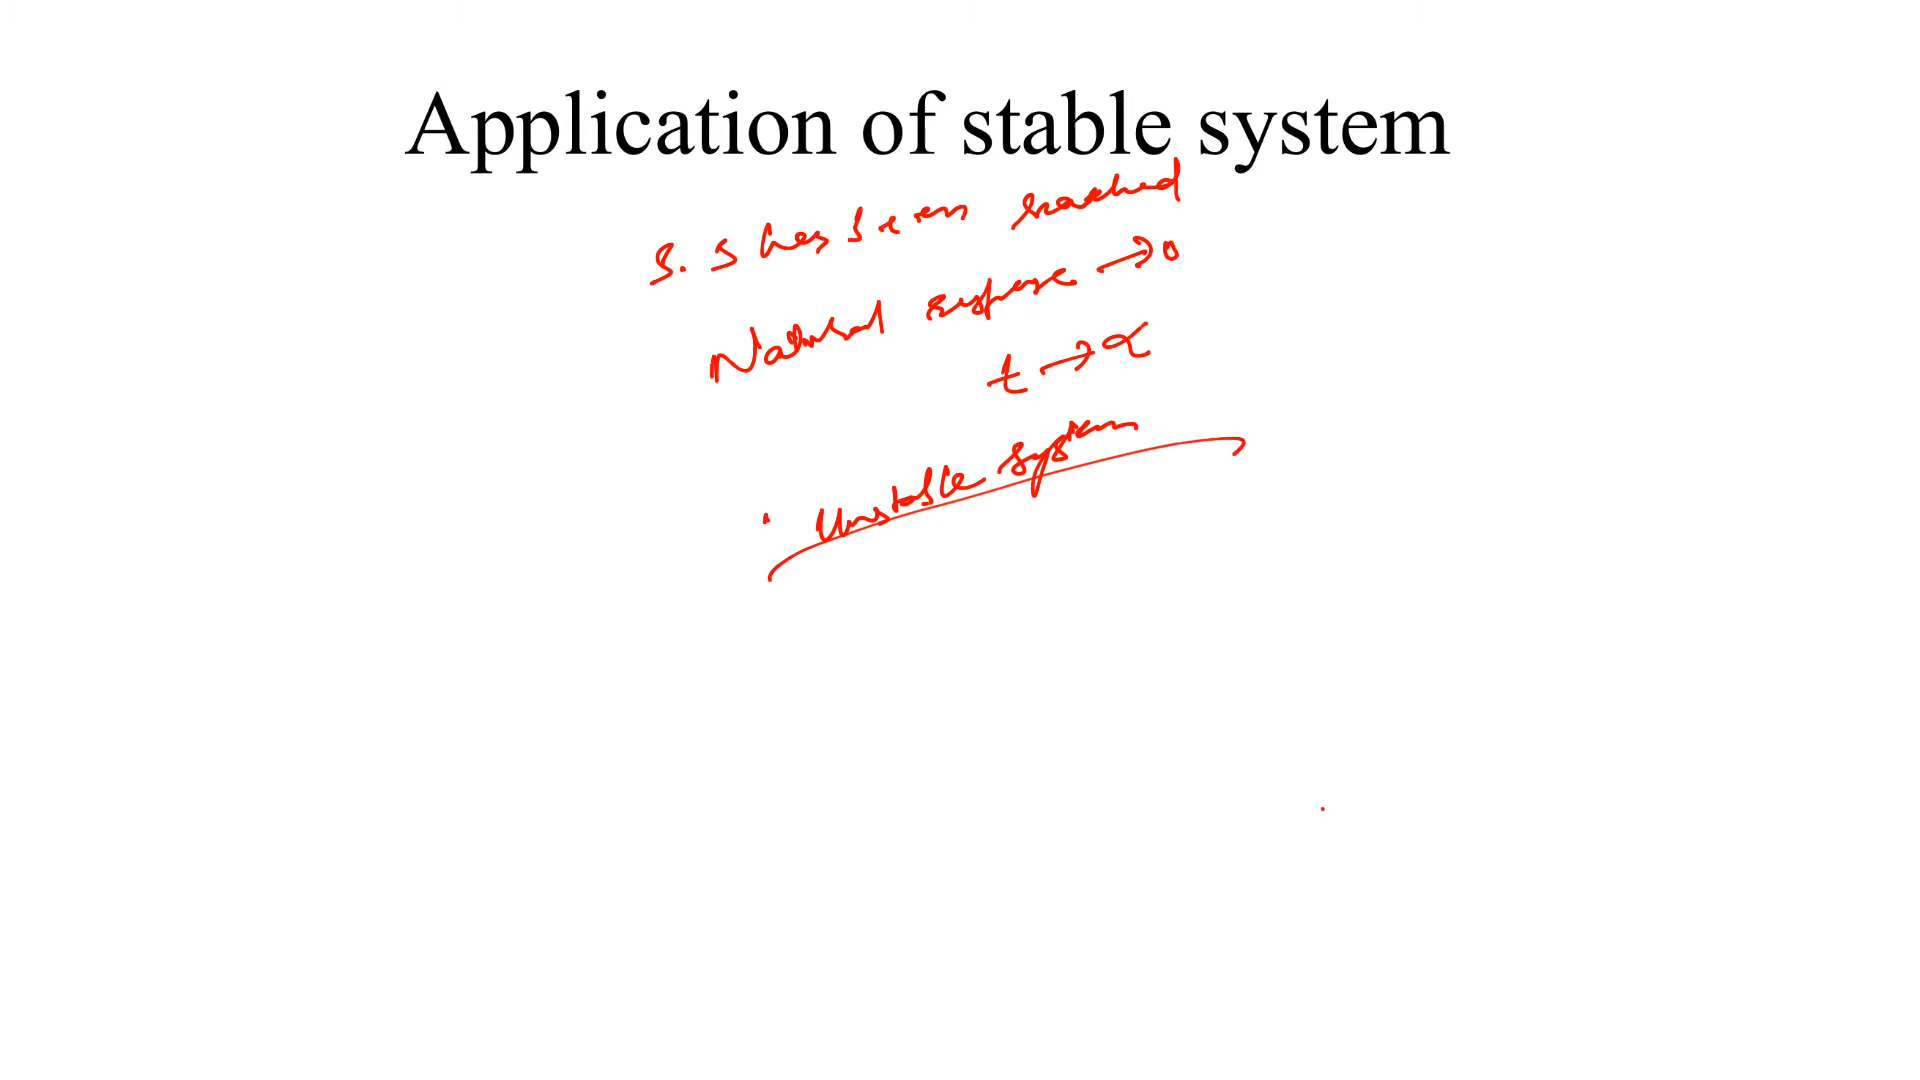 Application of stable system
S.S has been reached
Natural response → 0
t → ∝
Unstable system